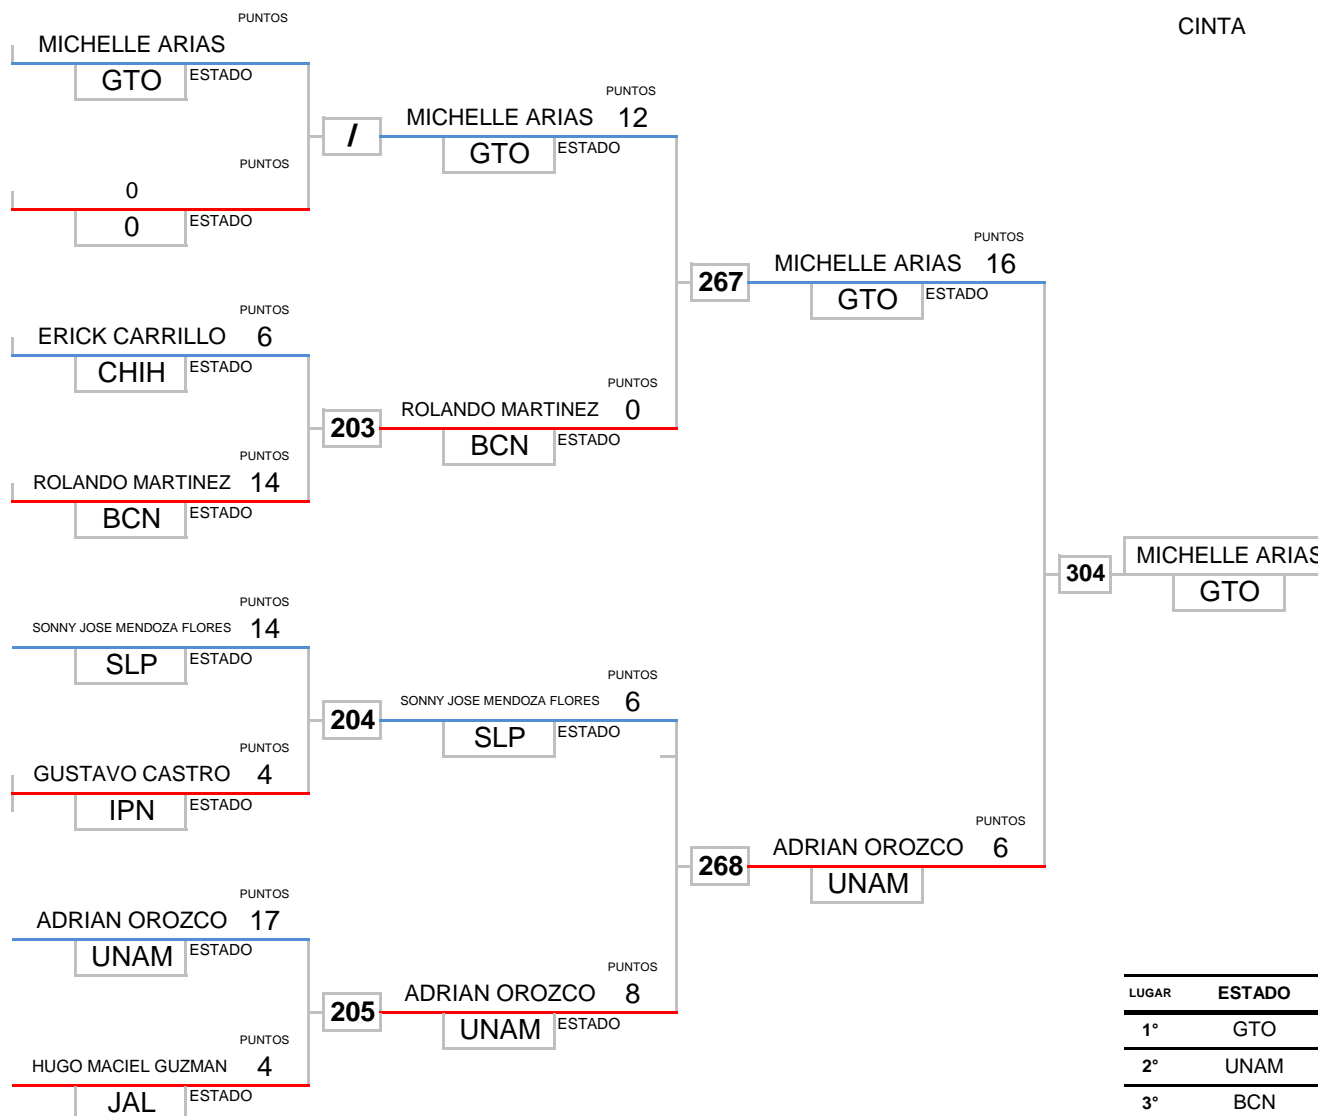 PUNTOS
CINTA
MICHELLE ARIAS
GTO
ESTADO
PUNTOS
MICHELLE ARIAS 12
/
GTO
ESTADO
PUNTOS
0
0
ESTADO
PUNTOS
MICHELLE ARIAS 16
267
GTO
ESTADO
PUNTOS
ERICK CARRILLO 6
CHIH
ESTADO
PUNTOS
ROLANDO MARTINEZ 0
203
BCN
ESTADO
PUNTOS
ROLANDO MARTINEZ 14
BCN
ESTADO
MICHELLE ARIAS
304
GTO
PUNTOS
SONNY JOSE MENDOZA FLORES 14
SLP
ESTADO
PUNTOS
SONNY JOSE MENDOZA FLORES 6
204
SLP
ESTADO
PUNTOS
GUSTAVO CASTRO 4
IPN
ESTADO
PUNTOS
ADRIAN OROZCO 6
268
UNAM
PUNTOS
ADRIAN OROZCO 17
UNAM
ESTADO
PUNTOS
ADRIAN OROZCO 8
205
UNAM
ESTADO
PUNTOS
HUGO MACIEL GUZMAN 4
JAL
ESTADO
LUGAR ESTADO
1° GTO
2° UNAM
3° BCN